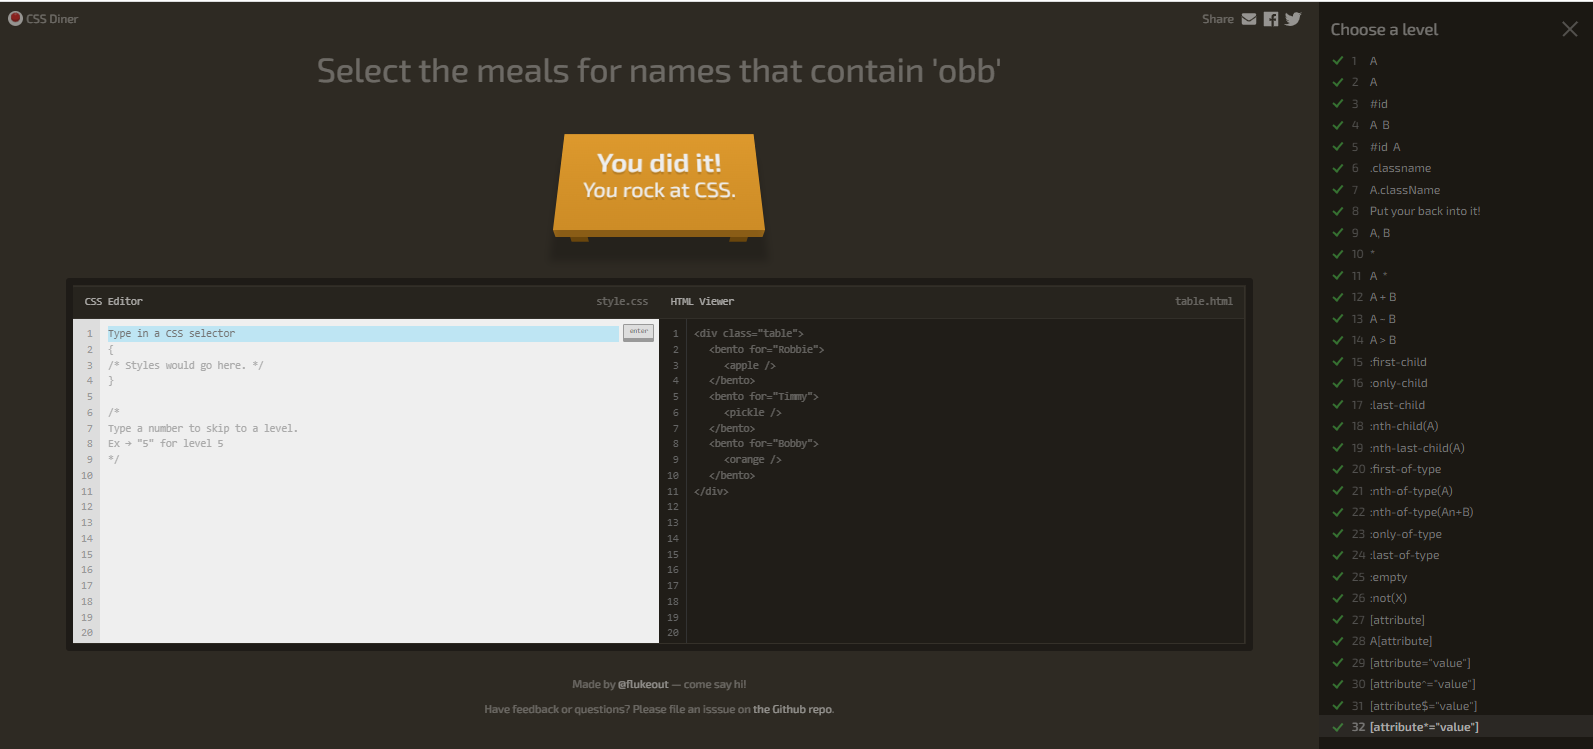 CSS Diner
Share
Select the meals for names that contain 'obb'
You did it!
You rock at CSS.
CSS Editor style.css
1 Type in a CSS selector enter
2 {
3 /* Styles would go here. */
4 }
5
6 /*
7 Type a number to skip to a level.
8 Ex → "5" for level 5
9 */
10
11
12
13
14
15
16
17
18
19
20
HTML Viewer table.html
1 <div class="table">
2 <bento for="Robbie">
3 <apple />
4 </bento>
5 <bento for="Timmy">
6 <pickle />
7 </bento>
8 <bento for="Bobby">
9 <orange />
10 </bento>
11 </div>
12
13
14
15
16
17
18
19
20
Made by @flukeout — come say hi!
Have feedback or questions? Please file an isssue on the Github repo.
Choose a level
1 A
2 A
3 #id
4 A B
5 #id A
6 .classname
7 A.className
8 Put your back into it!
9 A, B
10 *
11 A *
12 A + B
13 A ~ B
14 A > B
15 :first-child
16 :only-child
17 :last-child
18 :nth-child(A)
19 :nth-last-child(A)
20 :first-of-type
21 :nth-of-type(A)
22 :nth-of-type(An+B)
23 :only-of-type
24 :last-of-type
25 :empty
26 :not(X)
27 [attribute]
28 A[attribute]
29 [attribute="value"]
30 [attribute^="value"]
31 [attribute$="value"]
32 [attribute*="value"]